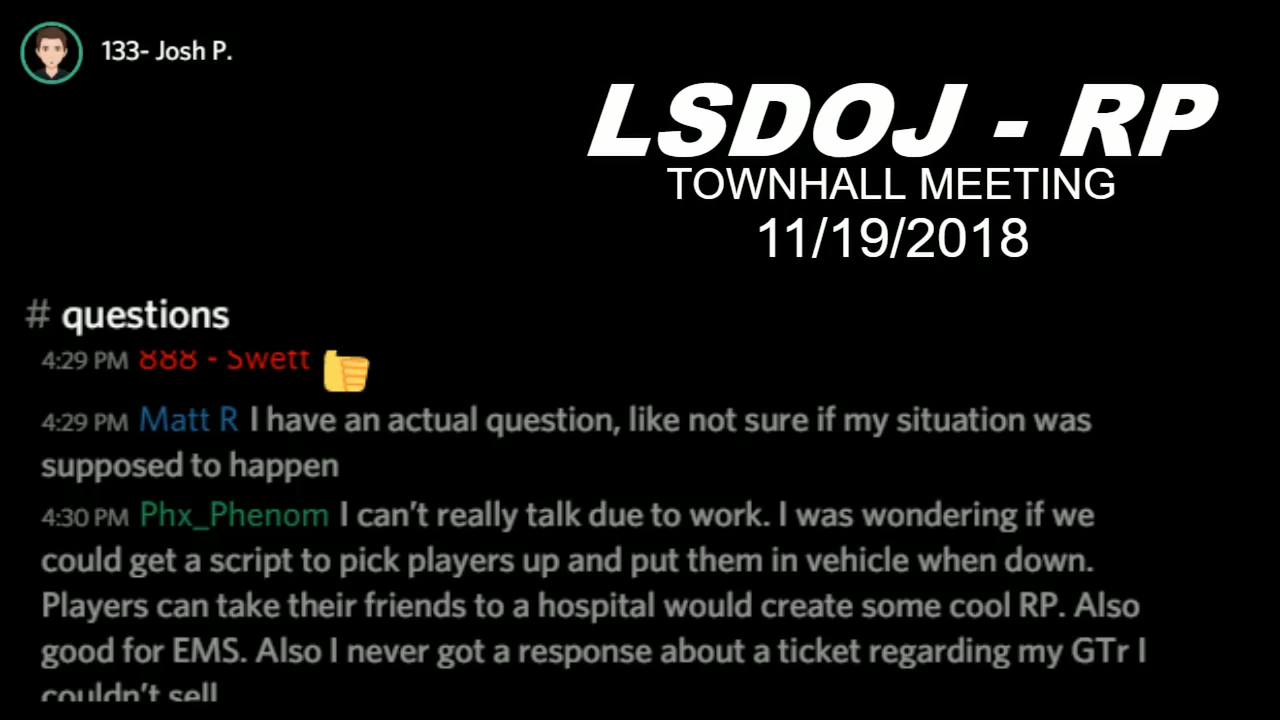 133- Josh P.
LSDOJ - RP
TOWNHALL MEETING
11/19/2018
# questions
4:29 PM 888 - Swett
4:29 PM Matt R I have an actual question, like not sure if my situation was
supposed to happen
4:30 PM Phx_Phenom I can't really talk due to work. I was wondering if we
could get a script to pick players up and put them in vehicle when down.
Players can take their friends to a hospital would create some cool RP. Also
good for EMS. Also I never got a response about a ticket regarding my GTr I
couldn't sell